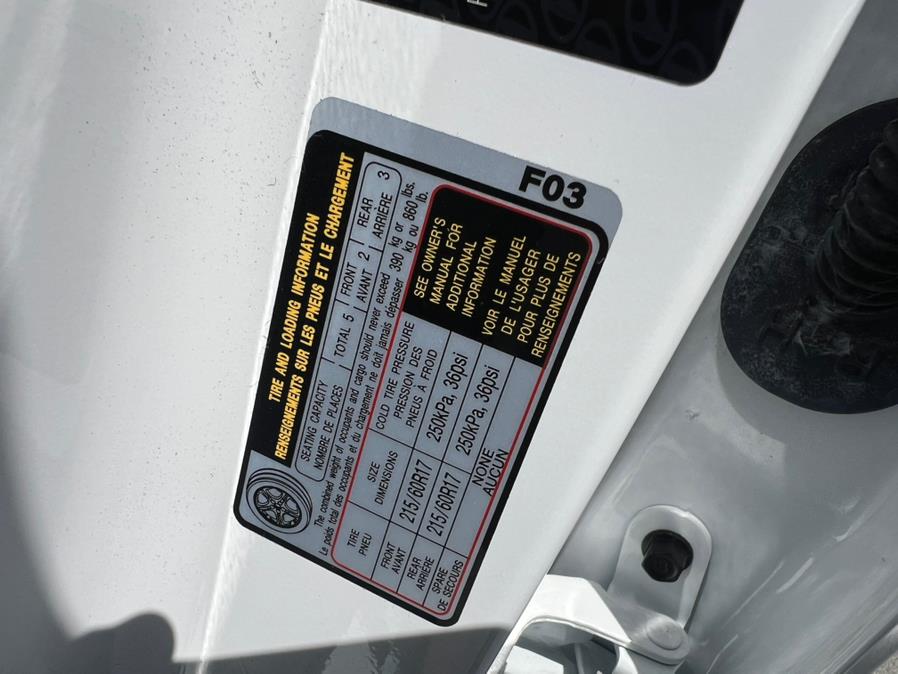 F03
TIRE AND LOADING INFORMATION
RENSEIGNEMENTS SUR LES PNEUS ET LE CHARGEMENT
SEATING CAPACITY
NOMBRE DE PLACES
TOTAL 5
FRONT
AVANT 2
REAR
ARRIÈRE 3
The combined weight of occupants and cargo should never exceed 390 kg or 860 lbs.
Le poids total des occupants et du chargement ne doit jamais dépasser 390 kg ou 860 lb.
TIRE
PNEU
SIZE
DIMENSIONS
COLD TIRE PRESSURE
PRESSION DES
PNEUS À FROID
FRONT
AVANT
215/60R17
250kPa, 36psi
REAR
ARRIÈRE
215/60R17
250kPa, 36psi
SPARE
DE SECOURS
NONE
AUCUN
SEE OWNER'S
MANUAL FOR
ADDITIONAL
INFORMATION
VOIR LE MANUEL
DE L'USAGER
POUR PLUS DE
RENSEIGNEMENTS